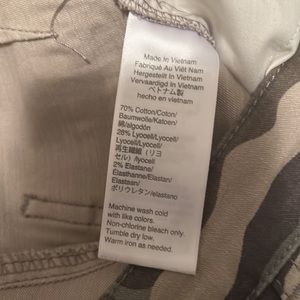 Made In Vietnam
Fabriqué Au Viêt Nam
Hergestellt In Vietnam
Vervaardigd in Vietnam
ベトナム製
hecho en vietnam
70% Cotton/Coton/
Baumwolle/Katoen/
綿/algodón
28% Lyocell/Lyocell/
Lyocell/Lyocell/
再生繊維（リヨ
セル）/lyocell
2% Elastane/
Élasthanne/Elastan/
Elastaan/
ポリウレタン/elastano
Machine wash cold
with like colors.
Non-chlorine bleach only.
Tumble dry low.
Warm iron as needed.